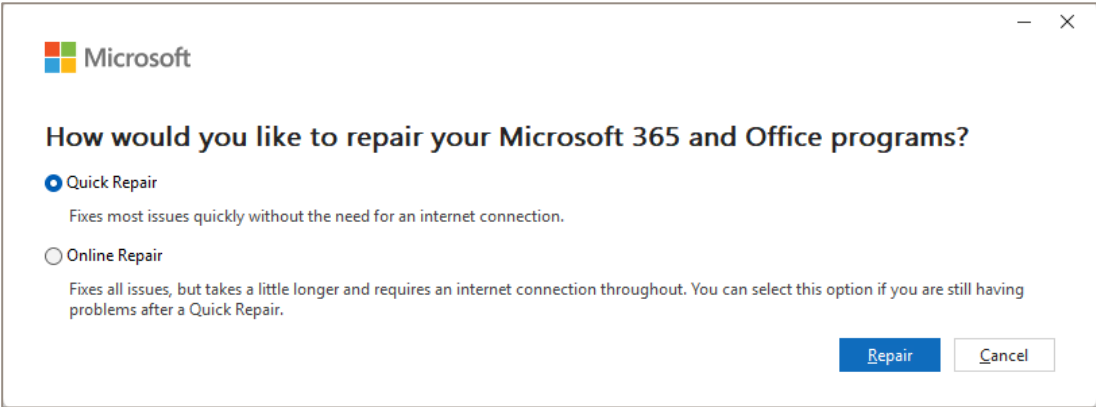 Microsoft
How would you like to repair your Microsoft 365 and Office programs?
Quick Repair
Fixes most issues quickly without the need for an internet connection.
Online Repair
Fixes all issues, but takes a little longer and requires an internet connection throughout. You can select this option if you are still having
problems after a Quick Repair.
Repair Cancel